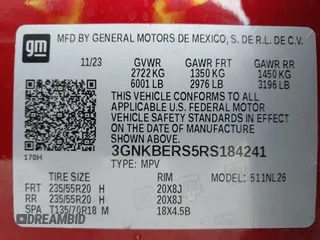 gm
MFD BY GENERAL MOTORS DE MEXICO, S. DE R.L. DE C.V.
11/23 GVWR GAWR FRT GAWR RR
2722 KG 1350 KG 1450 KG
6001 LB 2976 LB 3196 LB
THIS VEHICLE CONFORMS TO ALL
APPLICABLE U.S. FEDERAL MOTOR
VEHICLE SAFETY AND THEFT
PREVENTION STANDARDS IN
EFFECT ON THE DATE OF
MANUFACTURE SHOWN ABOVE.
3GNKBERS5RS184241
TYPE: MPV
170H
TIRE SIZE RIM MODEL: 511NL26
FRT 235/55R20 H 20X8J
RR 235/55R20 H 20X8J
SPA T135/70R18 M 18X4.5B
DREAMBID